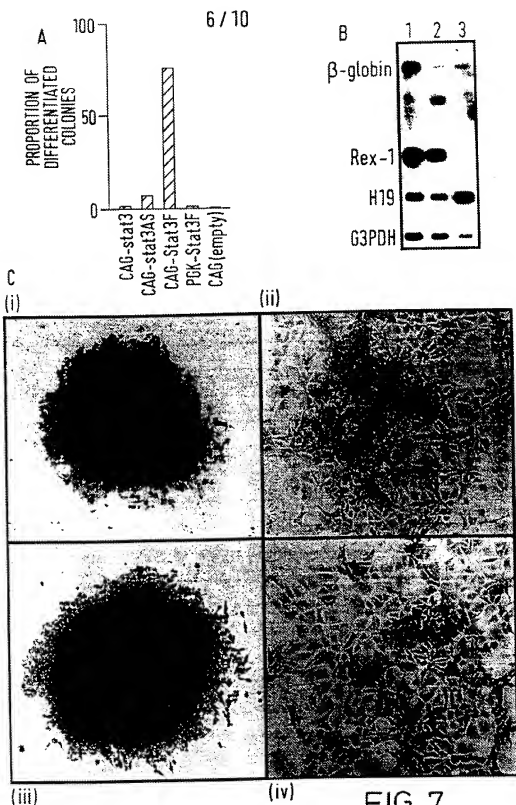 6/10
A
100
50
0
PROPORTION OF
DIFFERENTIATED
COLONIES
CAG-stat3
CAG-stat3AS
CAG-Stat3F
PGK-Stat3F
CAG(empty)
B
1 2 3
β-globin
Rex-1
H19
G3PDH
C
(i)
(ii)
(iii)
(iv)
FIG. 7